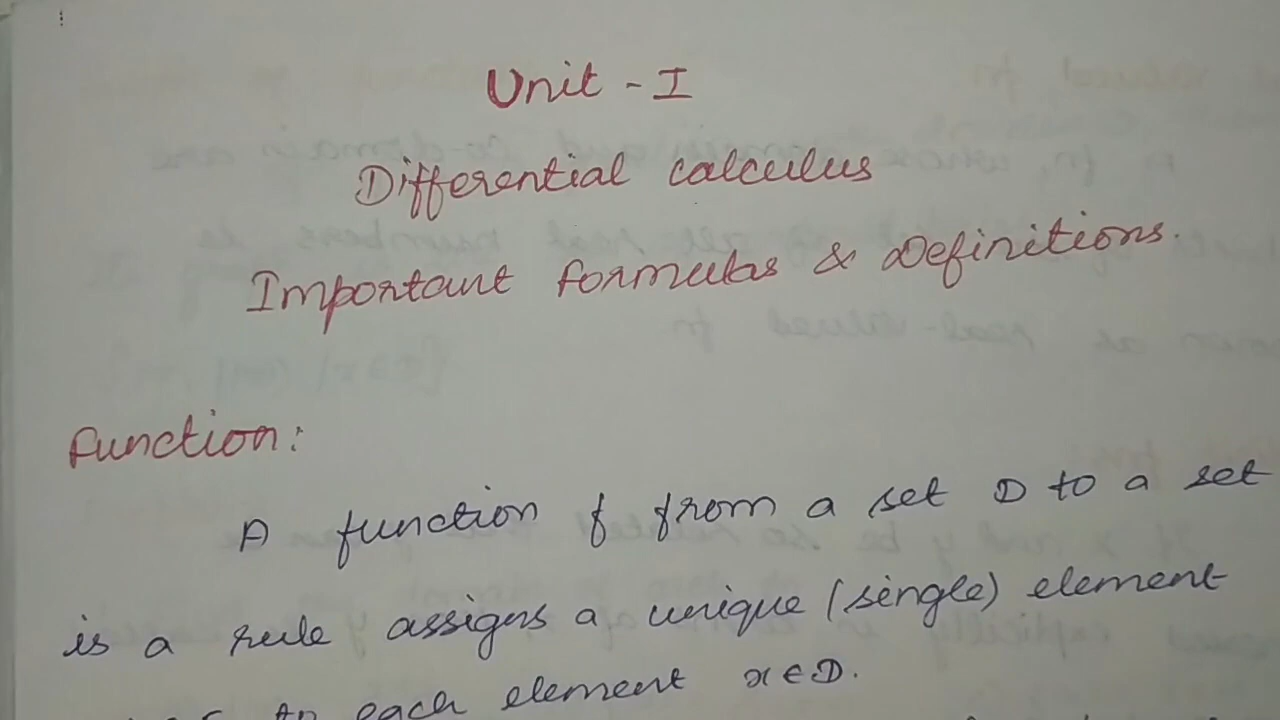 Unit - I
Differential calculus
Important formulas & Definitions.
Function:
A function f from a set D to a set
is a rule assigns a unique (single) element
to each element x∈D.